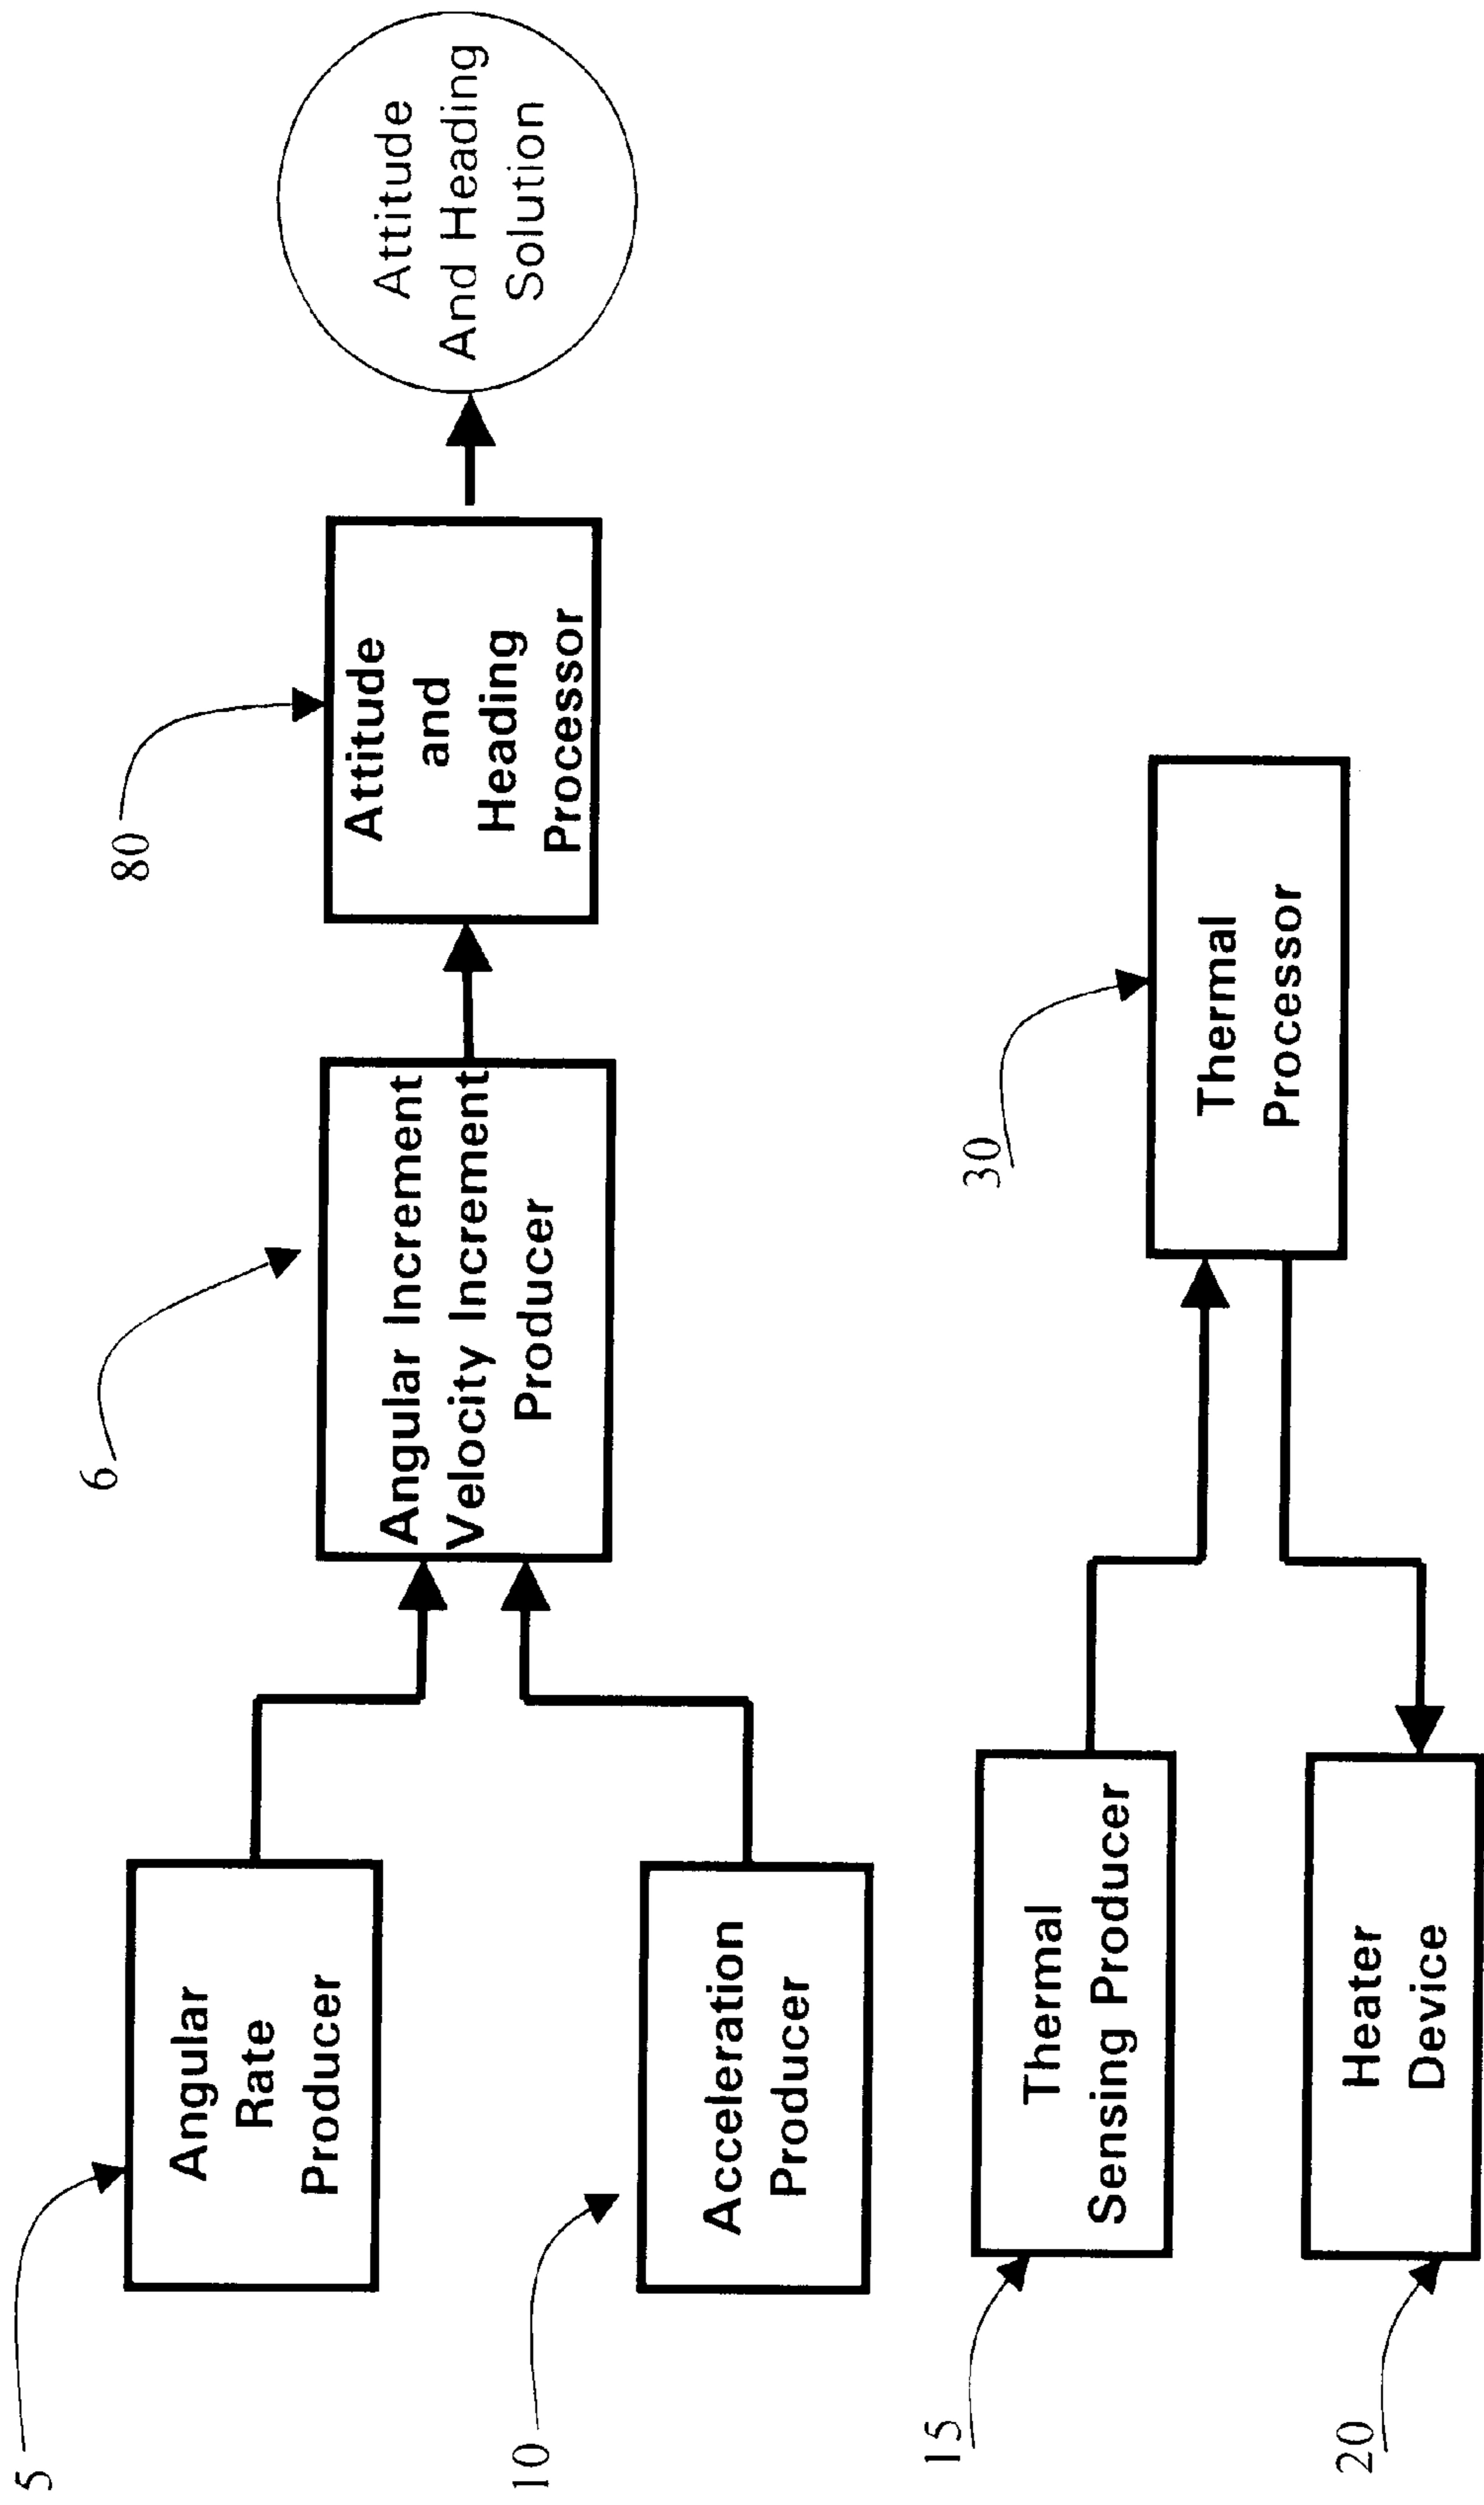 5
Angular
Rate
Producer
10
Acceleration
Producer
6
Angular Increment
Velocity Increment
Producer
80
Attitude
and
Heading
Processor
Attitude
And Heading
Solution
15
Thermal
Sensing Producer
20
Heater
Device
30
Thermal
Processor